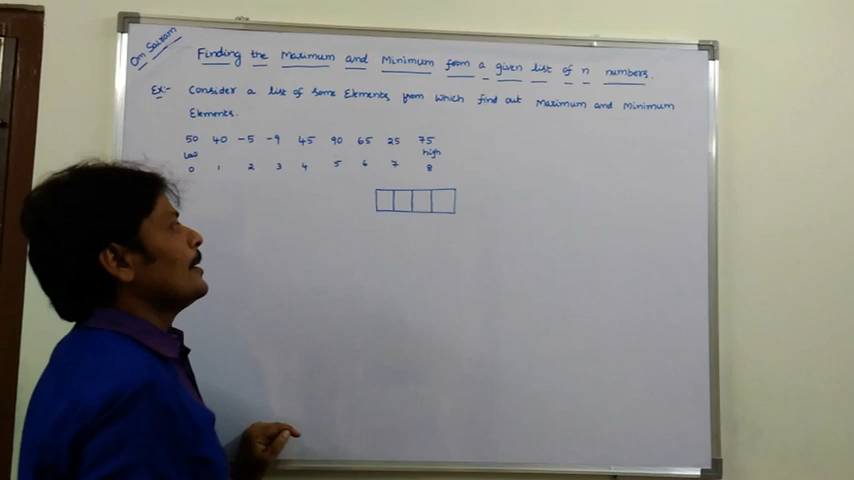 Om Sairam
Finding the Maximum and Minimum from a given list of n numbers.
Ex:- Consider a list of some Elements from which find out Maximum and Minimum
Elements.
50 40 -5 -9 45 90 65 25 75
Low high
0 1 2 3 4 5 6 7 8